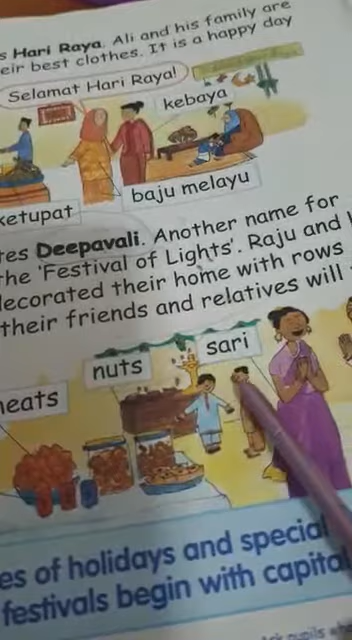 Hari Raya. Ali and his family are
eir best clothes. It is a happy day
Selamat Hari Raya!
kebaya
baju melayu
ketupat
tes Deepavali. Another name for
the 'Festival of Lights'. Raju and
decorated their home with rows
their friends and relatives will
sari
nuts
eats
es of holidays and special
festivals begin with capital